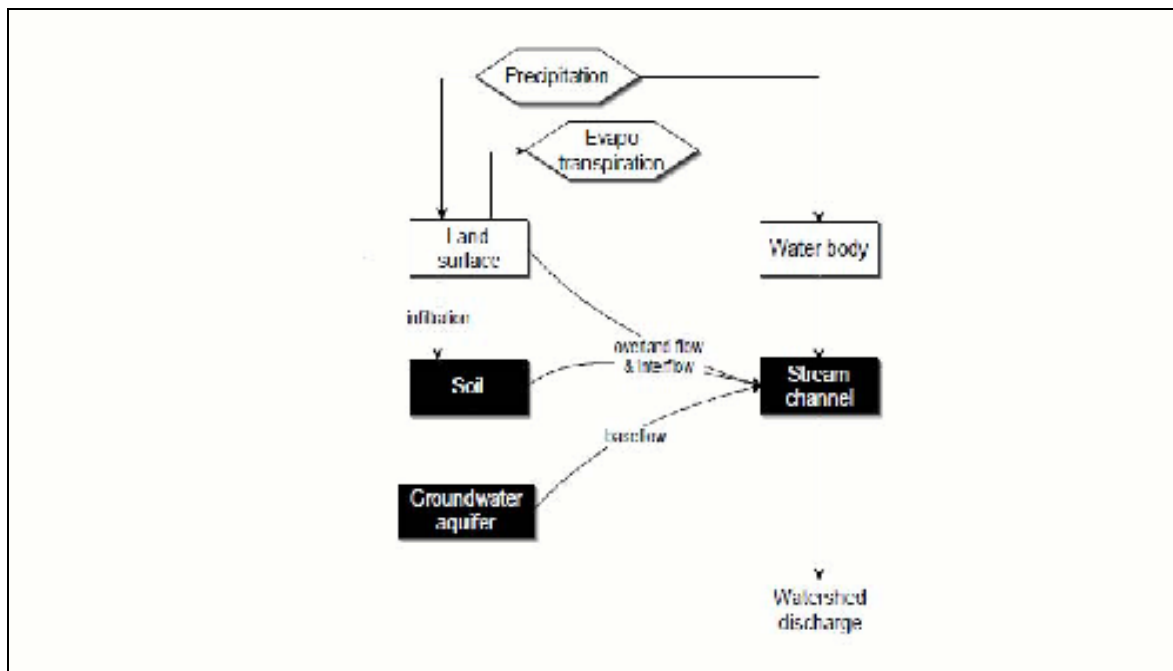 Precipitation
Evapo
transpiration
Land
surface
Water body
infiltration
overland flow
& interflow
Soil
Stream
channel
baseflow
Groundwater
aquifer
Watershed
discharge